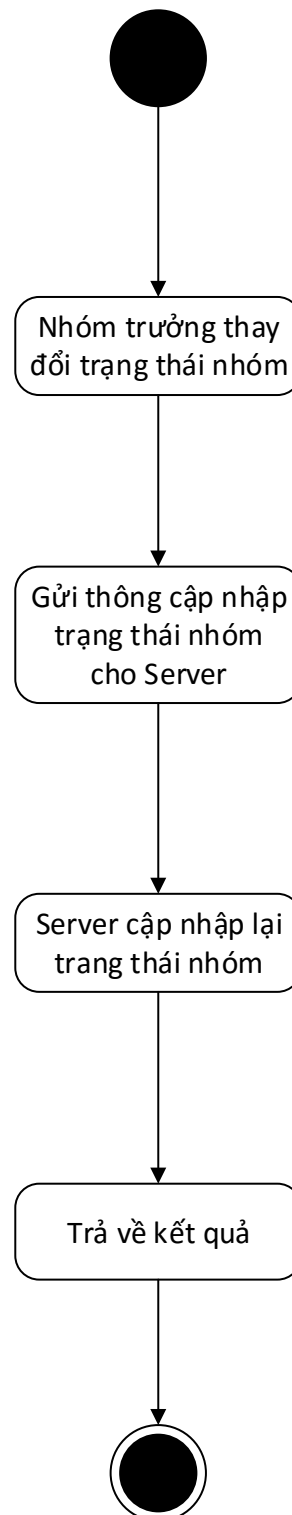 Nhóm trưởng thay
đổi trạng thái nhóm
Gửi thông cập nhập
trạng thái nhóm
cho Server
Server cập nhập lại
trang thái nhóm
Trả về kết quả